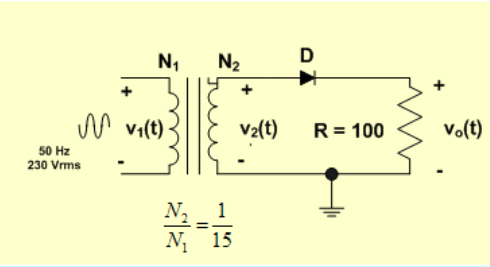 N₁ N₂ D
+ + +
v₁(t) v₂(t) R = 100 vₒ(t)
50 Hz
230 Vrms
- - -
N₂/N₁ = 1/15